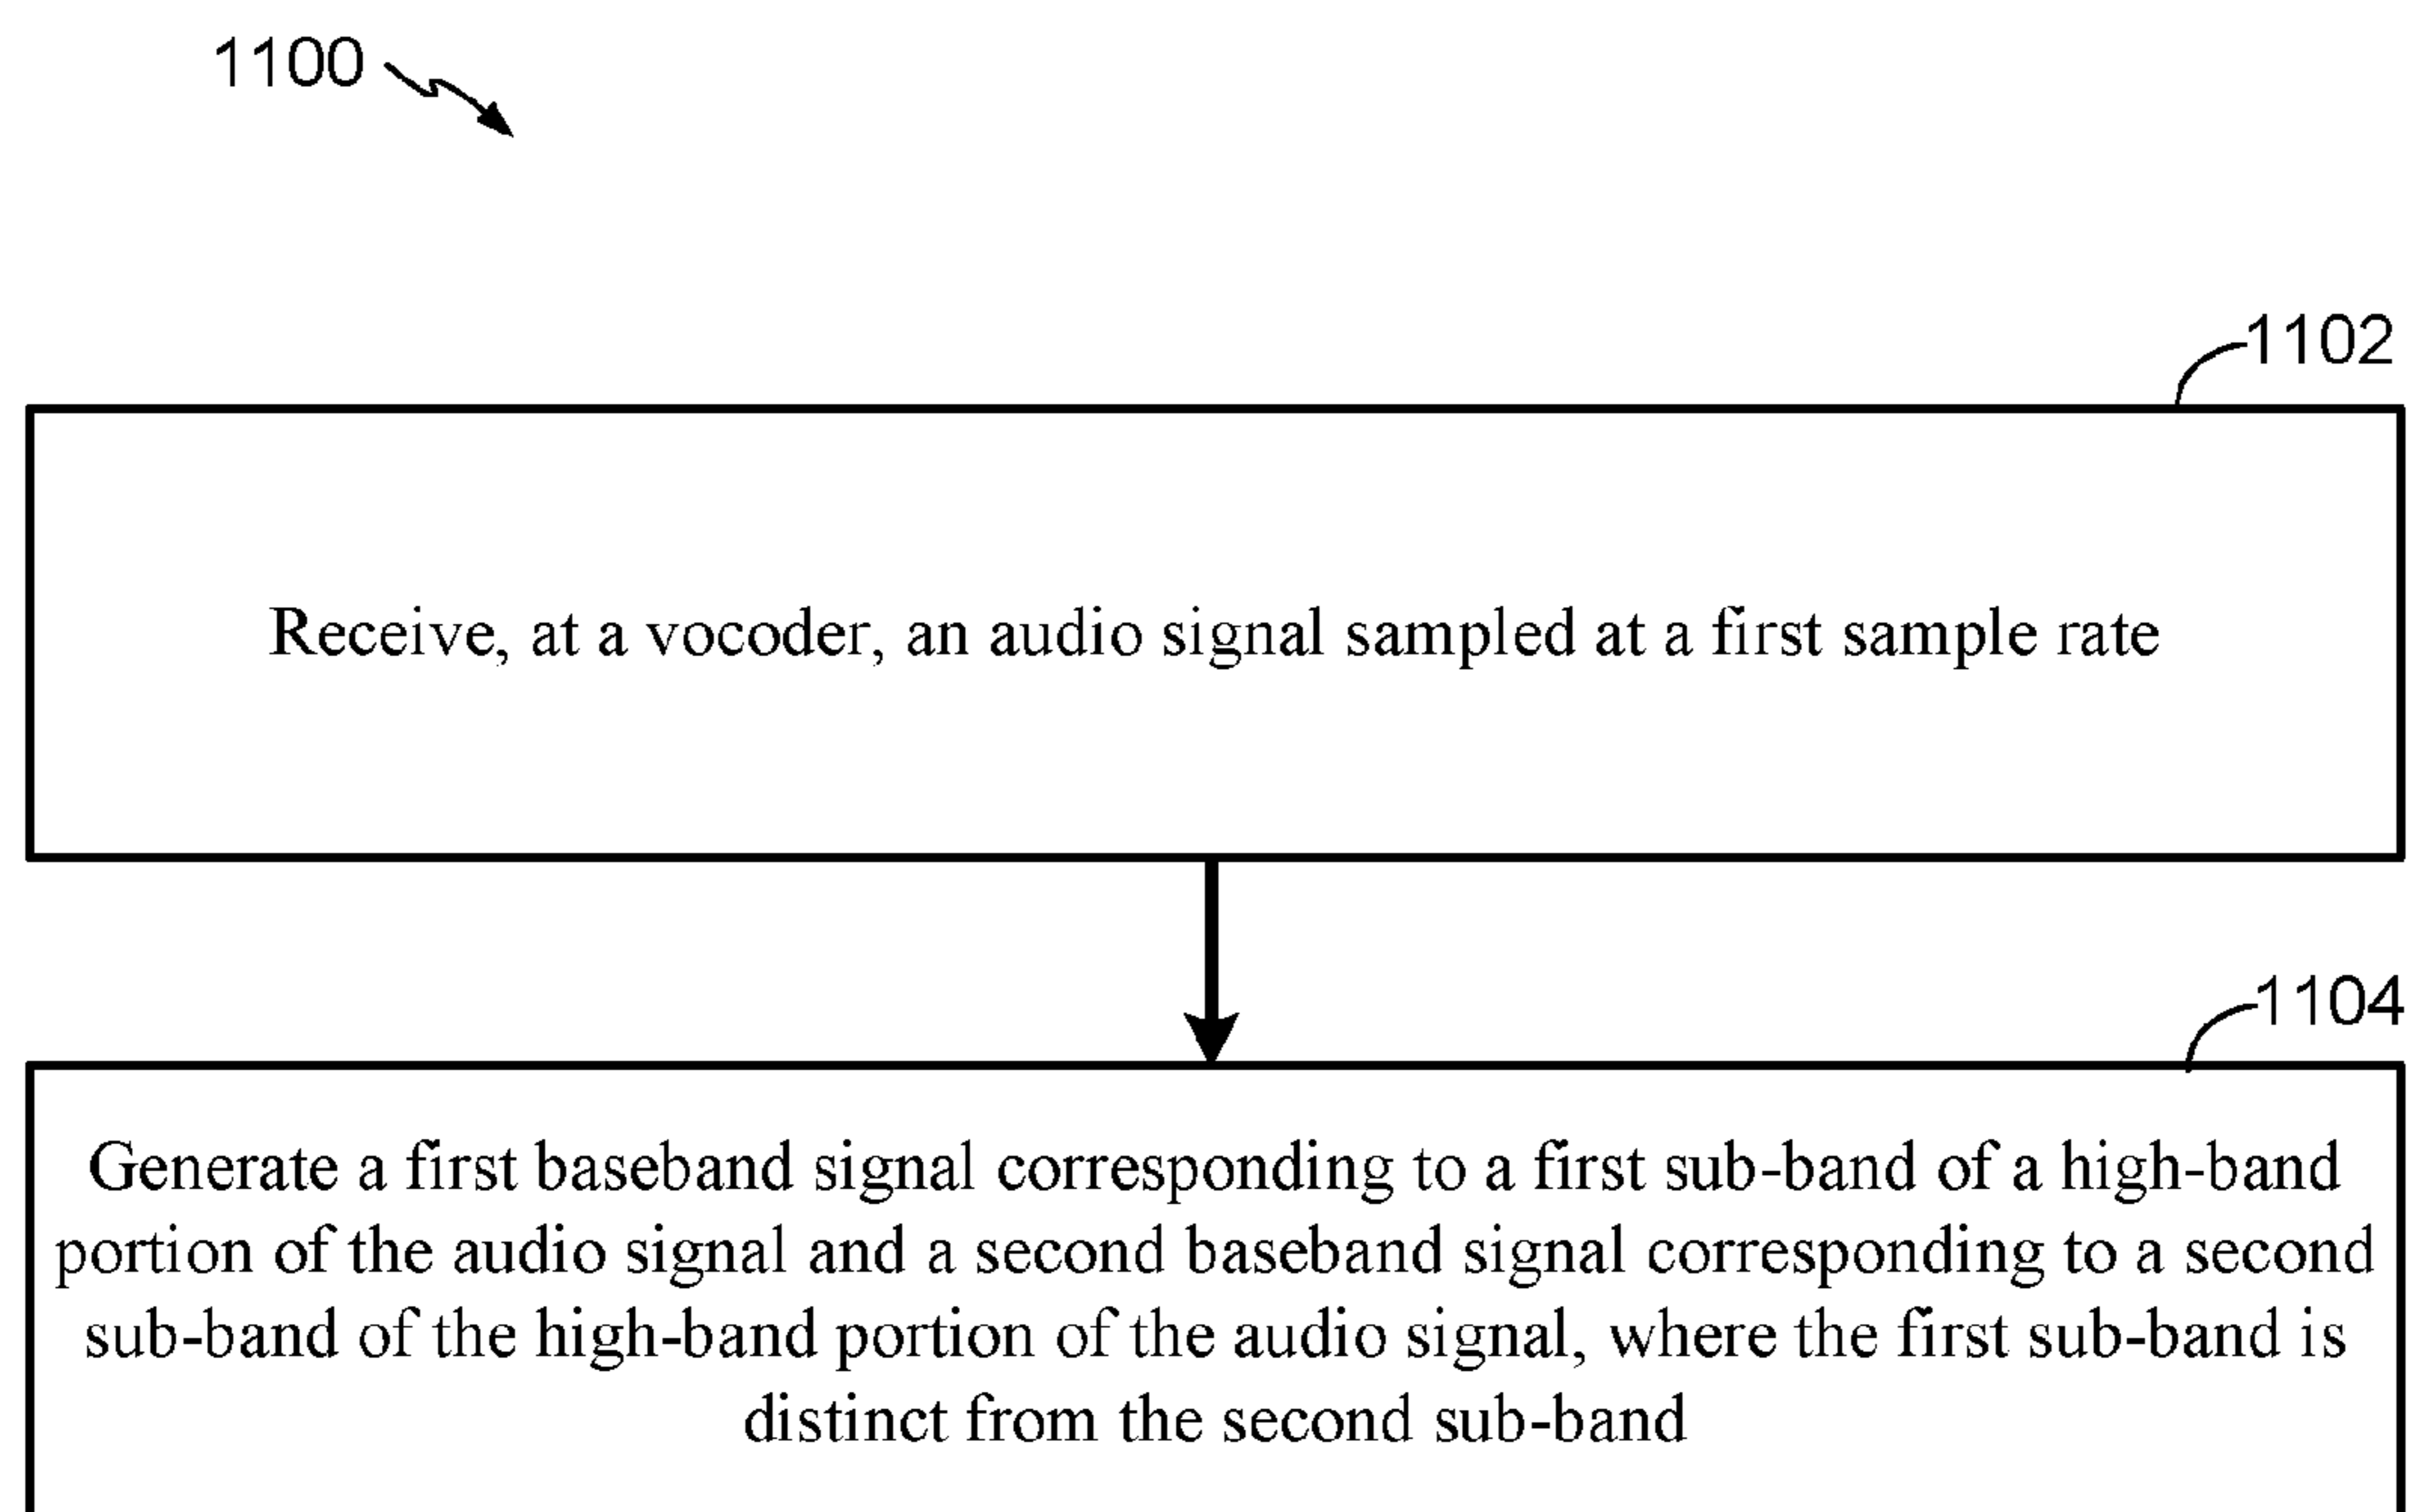 1100
1102
Receive, at a vocoder, an audio signal sampled at a first sample rate
1104
Generate a first baseband signal corresponding to a first sub-band of a high-band
portion of the audio signal and a second baseband signal corresponding to a second
sub-band of the high-band portion of the audio signal, where the first sub-band is
distinct from the second sub-band